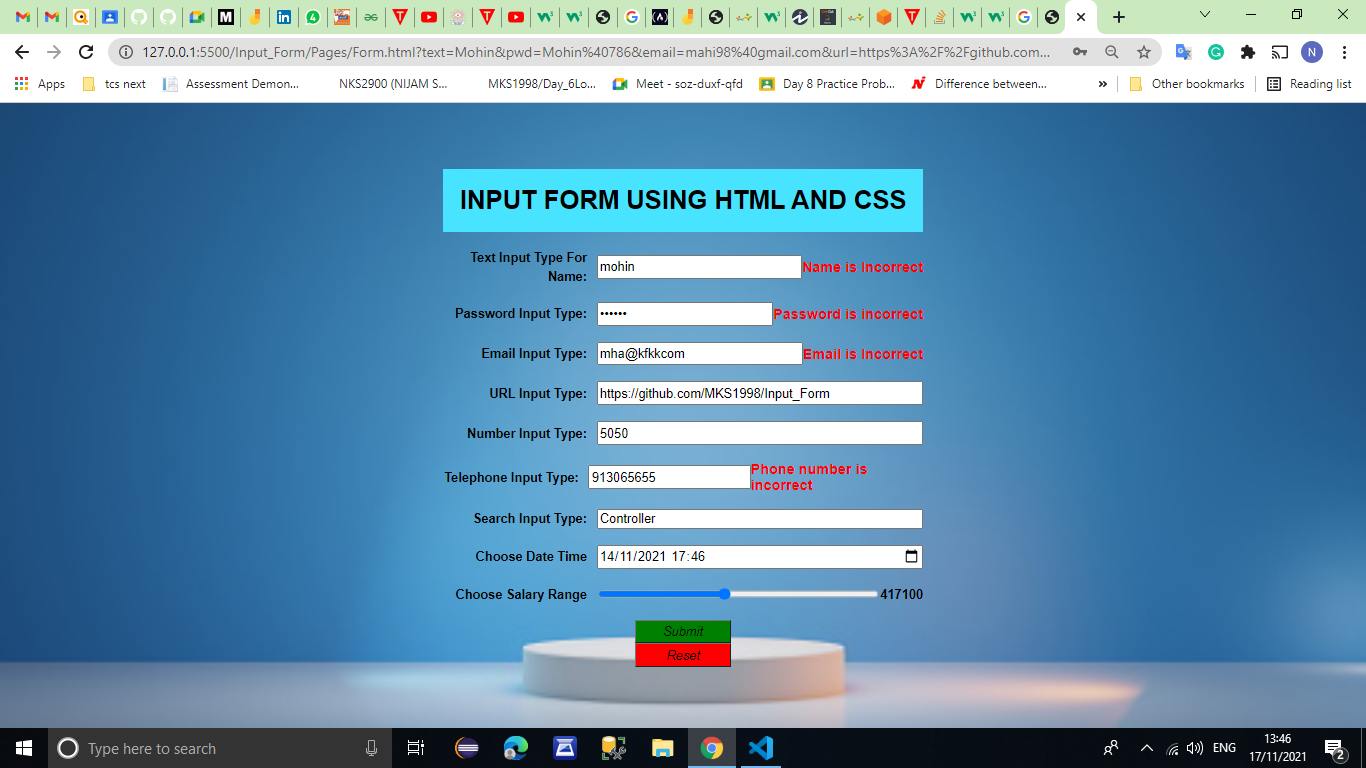 127.0.0.1:5500/Input_Form/Pages/Form.html?text=Mohin&pwd=Mohin%40786&email=mahi98%40gmail.com&url=https%3A%2F%2Fgithub.com...
N
Apps
tcs next
Assessment Demon...
NKS2900 (NIJAM S...
MKS1998/Day_6Lo...
Meet - soz-duxf-qfd
Day 8 Practice Prob...
Difference between...
»
Other bookmarks
Reading list
INPUT FORM USING HTML AND CSS
Text Input Type For
Name:
mohin
Name is Incorrect
Password Input Type:
••••••
Password is incorrect
Email Input Type:
mha@kfkkcom
Email is Incorrect
URL Input Type:
https://github.com/MKS1998/Input_Form
Number Input Type:
5050
Telephone Input Type:
913065655
Phone number is
incorrect
Search Input Type:
Controller
Choose Date Time
14/11/2021 17:46
Choose Salary Range
417100
Submit
Reset
Type here to search
ENG
13:46
17/11/2021
2